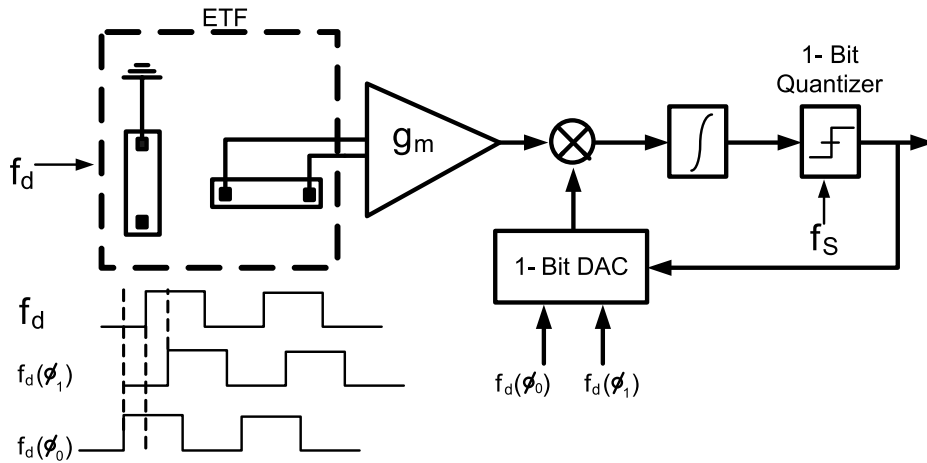 ETF
1- Bit
Quantizer
f_d
g_m
f_S
1- Bit DAC
f_d
f_d(ϕ_1)
f_d(ϕ_0)
f_d(ϕ_0)
f_d(ϕ_1)